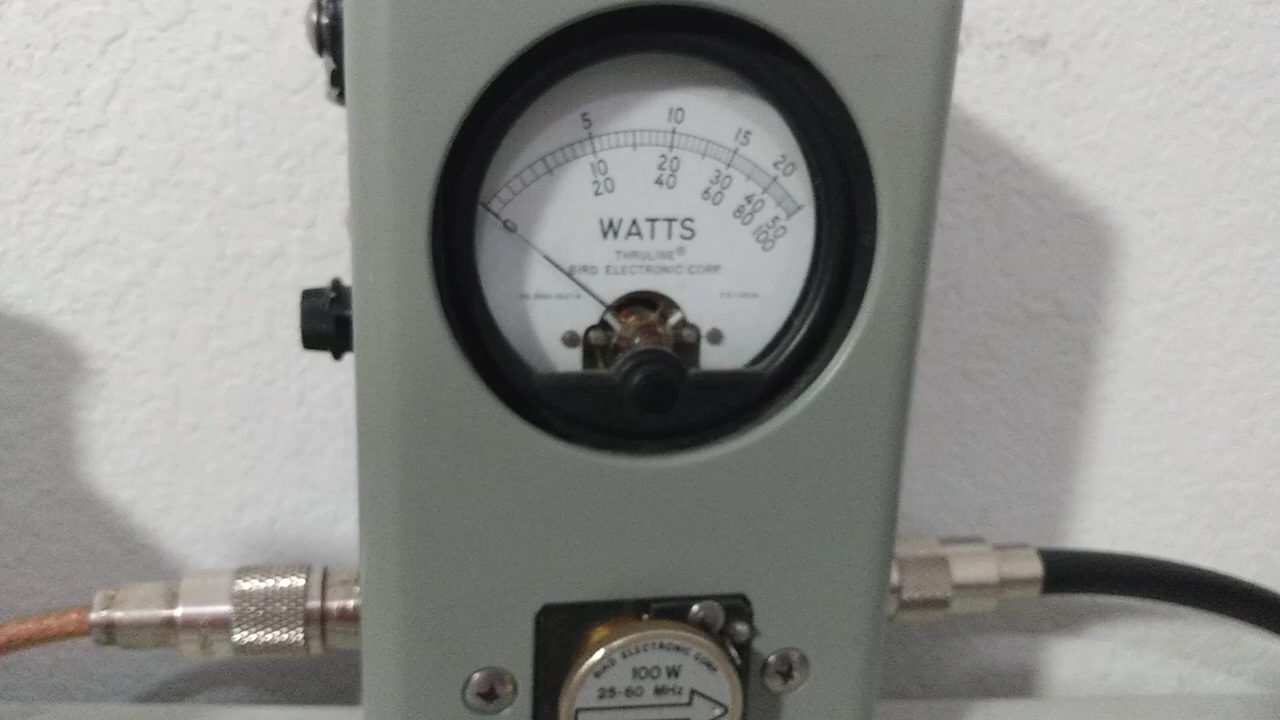 5 10 15 20
0 10 20 30 40 50
20 40 60 80 100
WATTS
THRULINE®
BIRD ELECTRONIC CORP.
BIRD ELECTRONIC CORP.
100 W
25-60 MHz